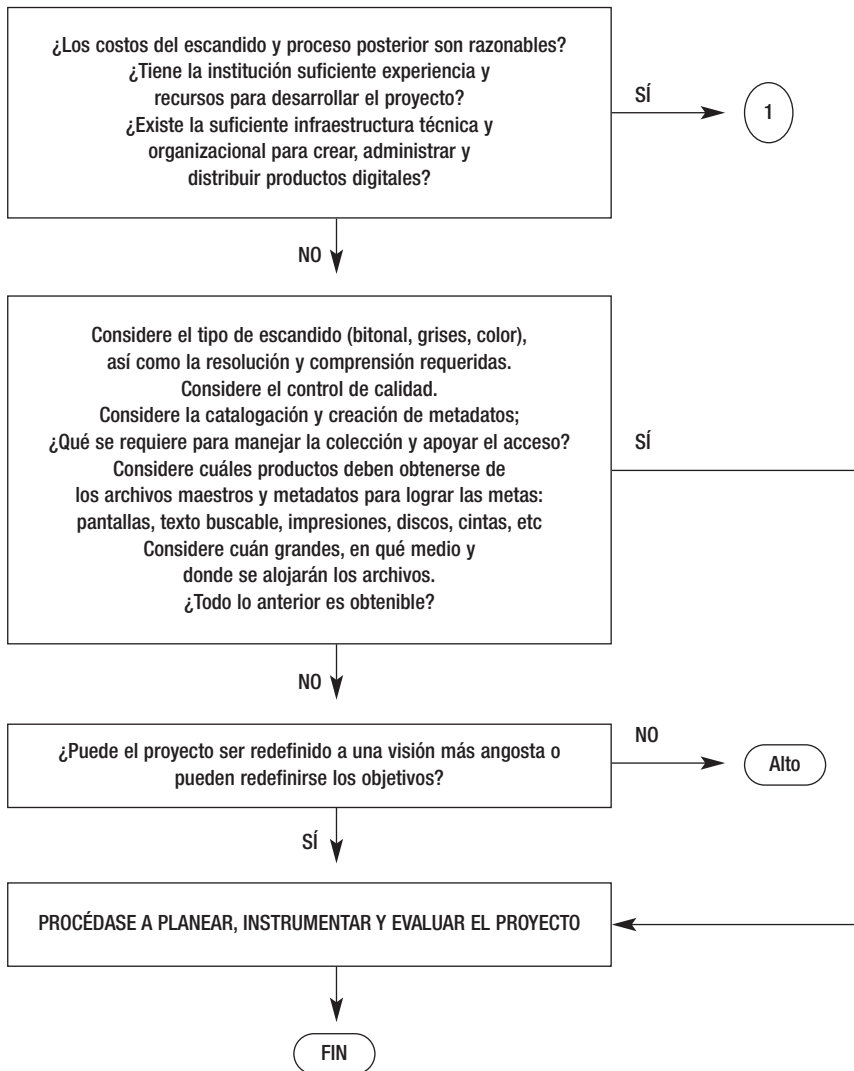 ¿Los costos del escandido y proceso posterior son razonables?
¿Tiene la institución suficiente experiencia y
recursos para desarrollar el proyecto?
¿Existe la suficiente infraestructura técnica y
organizacional para crear, administrar y
distribuir productos digitales?
SÍ
1
NO
Considere el tipo de escandido (bitonal, grises, color),
así como la resolución y comprensión requeridas.
Considere el control de calidad.
Considere la catalogación y creación de metadatos;
¿Qué se requiere para manejar la colección y apoyar el acceso?
Considere cuáles productos deben obtenerse de
los archivos maestros y metadatos para lograr las metas:
pantallas, texto buscable, impresiones, discos, cintas, etc
Considere cuán grandes, en qué medio y
donde se alojarán los archivos.
¿Todo lo anterior es obtenible?
SÍ
NO
¿Puede el proyecto ser redefinido a una visión más angosta o
pueden redefinirse los objetivos?
NO
Alto
SÍ
PROCÉDASE A PLANEAR, INSTRUMENTAR Y EVALUAR EL PROYECTO
FIN